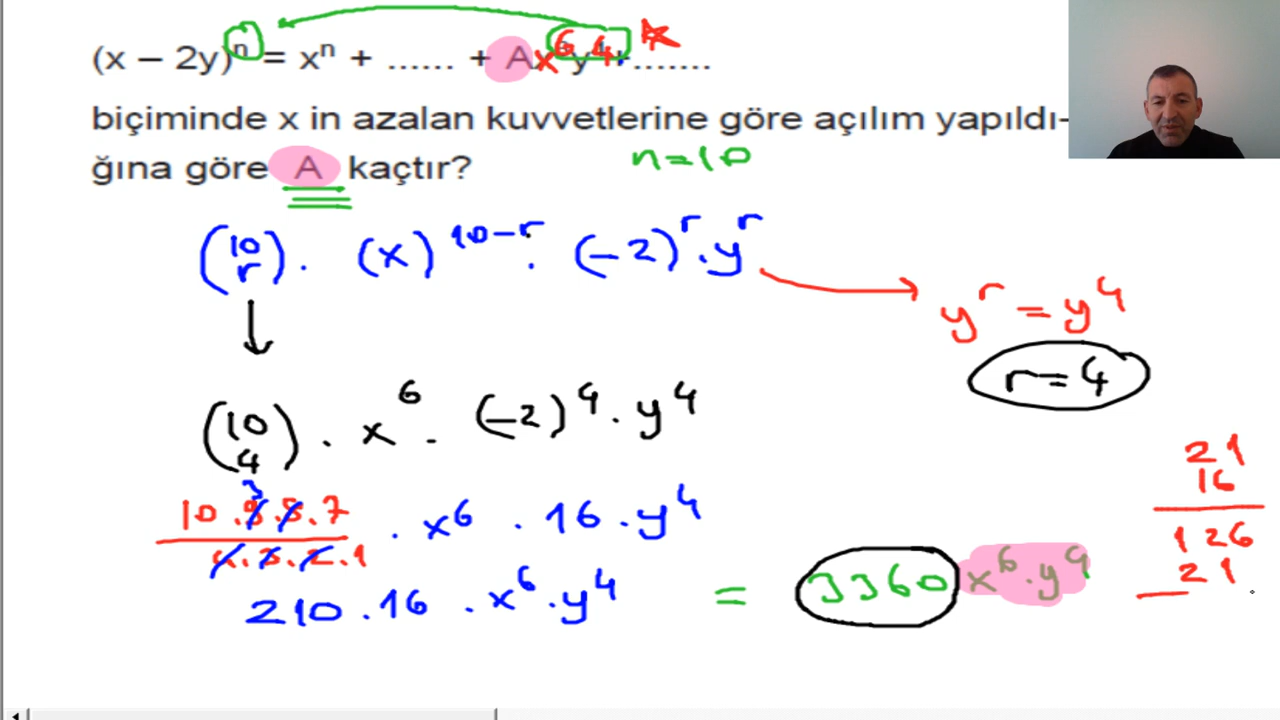 (x – 2y)ⁿ = xⁿ + ...... + Ax⁶y⁴+.......
biçiminde x in azalan kuvvetlerine göre açılım yapıldı-
ğına göre A kaçtır?
n=10
(10 r) . (x)^10-r . (-2)^r . y^r
y^r = y⁴
r=4
(10 4) . x⁶ . (-2)⁴ . y⁴
3
10 . 9 . 8 . 7
4 . 3 . 2 . 1
. x⁶ . 16 . y⁴
210 . 16 . x⁶ . y⁴ = 3360 x⁶ . y⁴
21
16
126
21